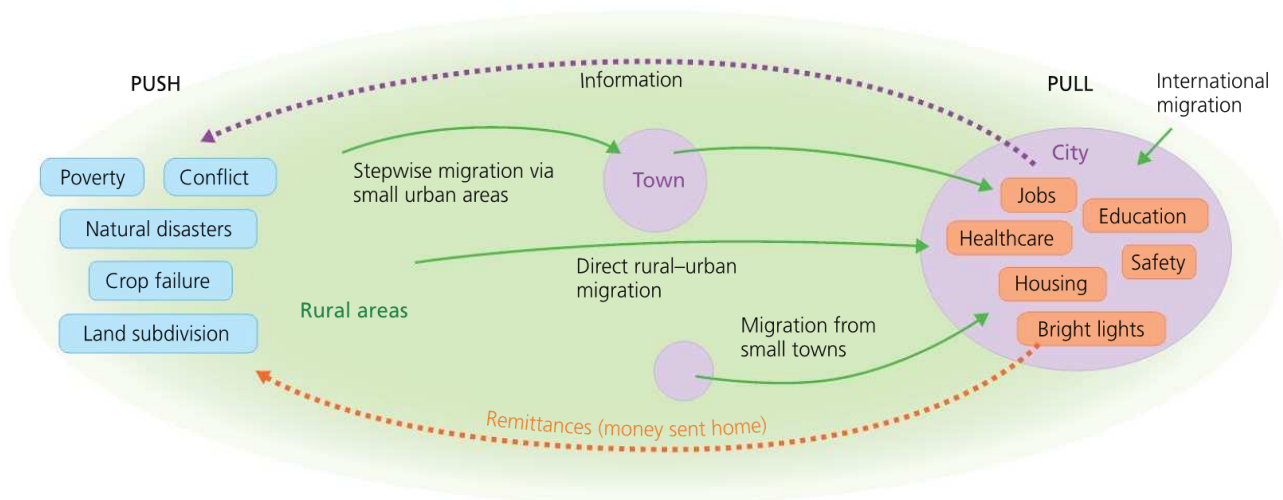 PUSH
Information
PULL
International
migration
Poverty
Conflict
Natural disasters
Crop failure
Land subdivision
Stepwise migration via
small urban areas
Town
City
Jobs
Education
Healthcare
Safety
Housing
Bright lights
Direct rural–urban
migration
Rural areas
Migration from
small towns
Remittances (money sent home)